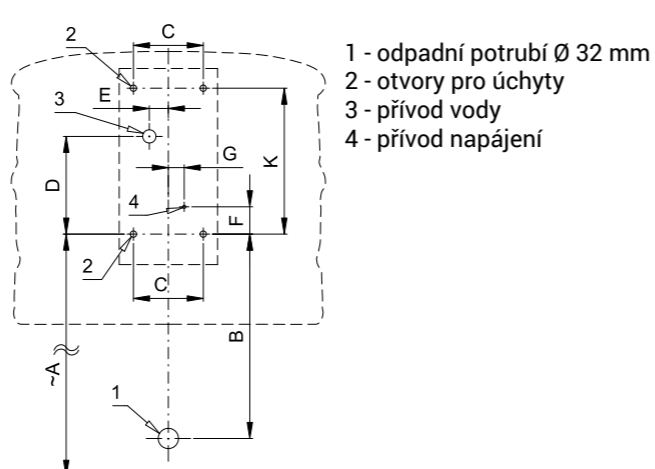 2
C
1 - odpadní potrubí Ø 32 mm
2 - otvory pro úchyty
3 - přívod vody
4 - přívod napájení
3
E
D
G
K
4
F
2
C
B
~A
1